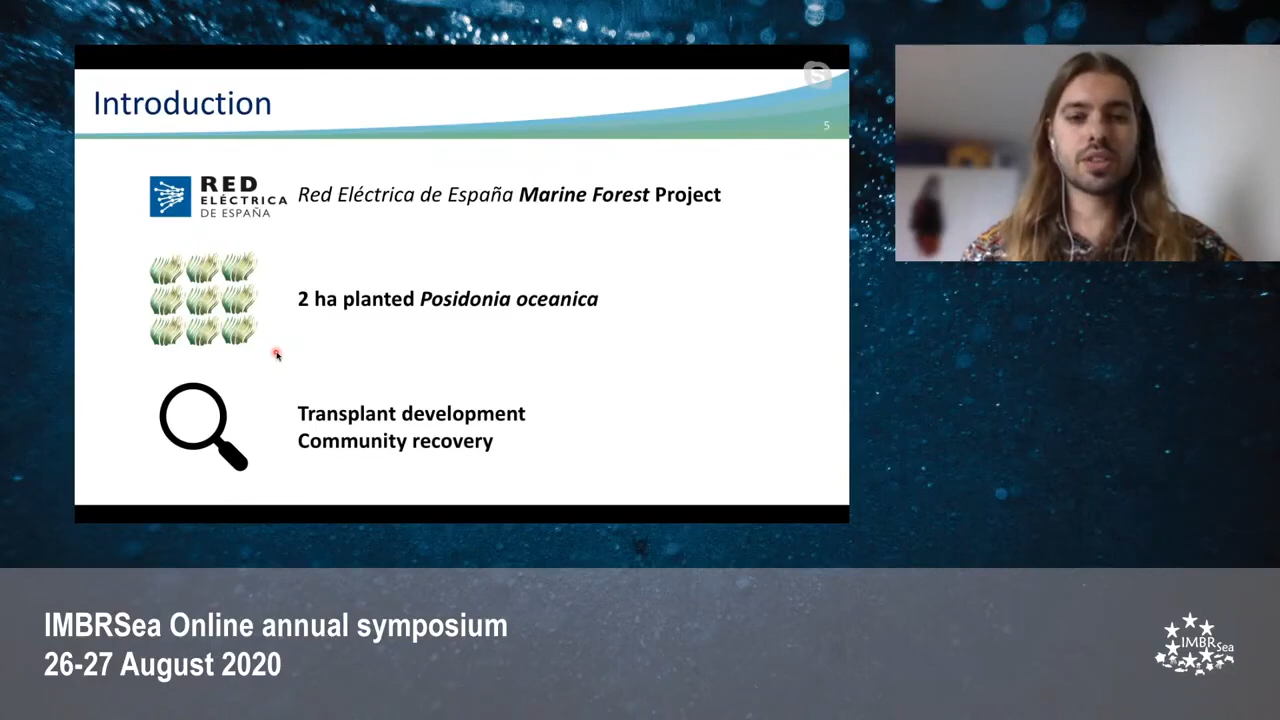 Introduction
5
RED
ELÉCTRICA
DE ESPAÑA
Red Eléctrica de España Marine Forest Project
2 ha planted Posidonia oceanica
Transplant development
Community recovery
IMBRSea Online annual symposium
26-27 August 2020
IMBRSea